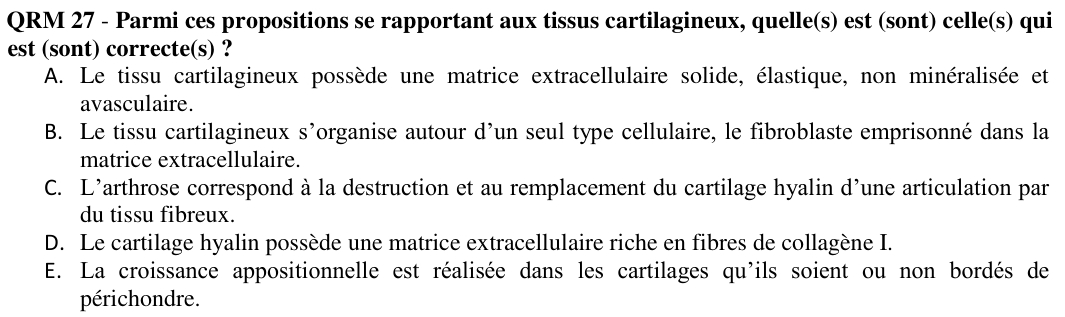 QRM 27 - Parmi ces propositions se rapportant aux tissus cartilagineux, quelle(s) est (sont) celle(s) qui
est (sont) correcte(s) ?
A. Le tissu cartilagineux possède une matrice extracellulaire solide, élastique, non minéralisée et
avasculaire.
B. Le tissu cartilagineux s’organise autour d’un seul type cellulaire, le fibroblaste emprisonné dans la
matrice extracellulaire.
C. L’arthrose correspond à la destruction et au remplacement du cartilage hyalin d’une articulation par
du tissu fibreux.
D. Le cartilage hyalin possède une matrice extracellulaire riche en fibres de collagène I.
E. La croissance appositionnelle est réalisée dans les cartilages qu’ils soient ou non bordés de
périchondre.